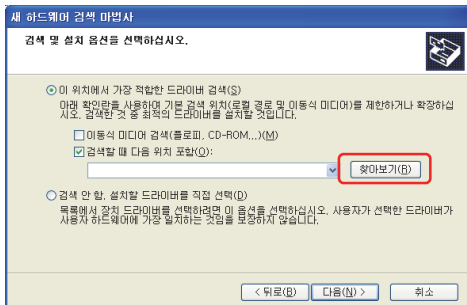 새 하드웨어 검색 마법사
검색 및 설치 옵션을 선택하십시오.
이 위치에서 가장 적합한 드라이버 검색(S)
아래 확인란을 사용하여 기본 검색 위치(로컬 경로 및 이동식 미디어)를 제한하거나 확장하십
시오. 검색한 것 중 최적의 드라이버를 설치할 것입니다.
이동식 미디어 검색(플로피, CD-ROM...)(M)
검색할 때 다음 위치 포함(O):
찾아보기(B)
검색 안 함. 설치할 드라이버를 직접 선택(D)
목록에서 장치 드라이버를 선택하려면 이 옵션을 선택하십시오. 사용자가 선택한 드라이버가
사용자 하드웨어에 가장 일치하는 것임을 보장하지 않습니다.
< 뒤로(B) 다음(N) > 취소